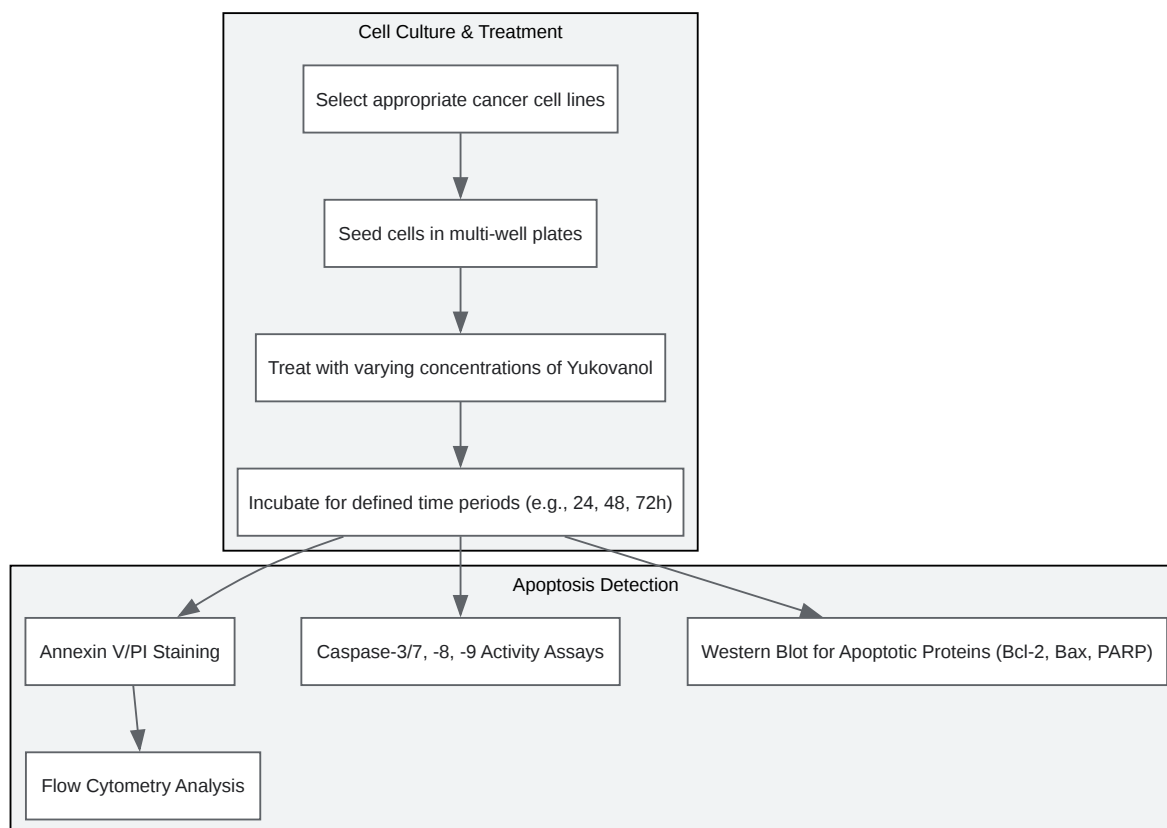 Cell Culture & Treatment
Select appropriate cancer cell lines
Seed cells in multi-well plates
Treat with varying concentrations of Yukovanol
Incubate for defined time periods (e.g., 24, 48, 72h)
Apoptosis Detection
Annexin V/PI Staining
Caspase-3/7, -8, -9 Activity Assays
Western Blot for Apoptotic Proteins (Bcl-2, Bax, PARP)
Flow Cytometry Analysis